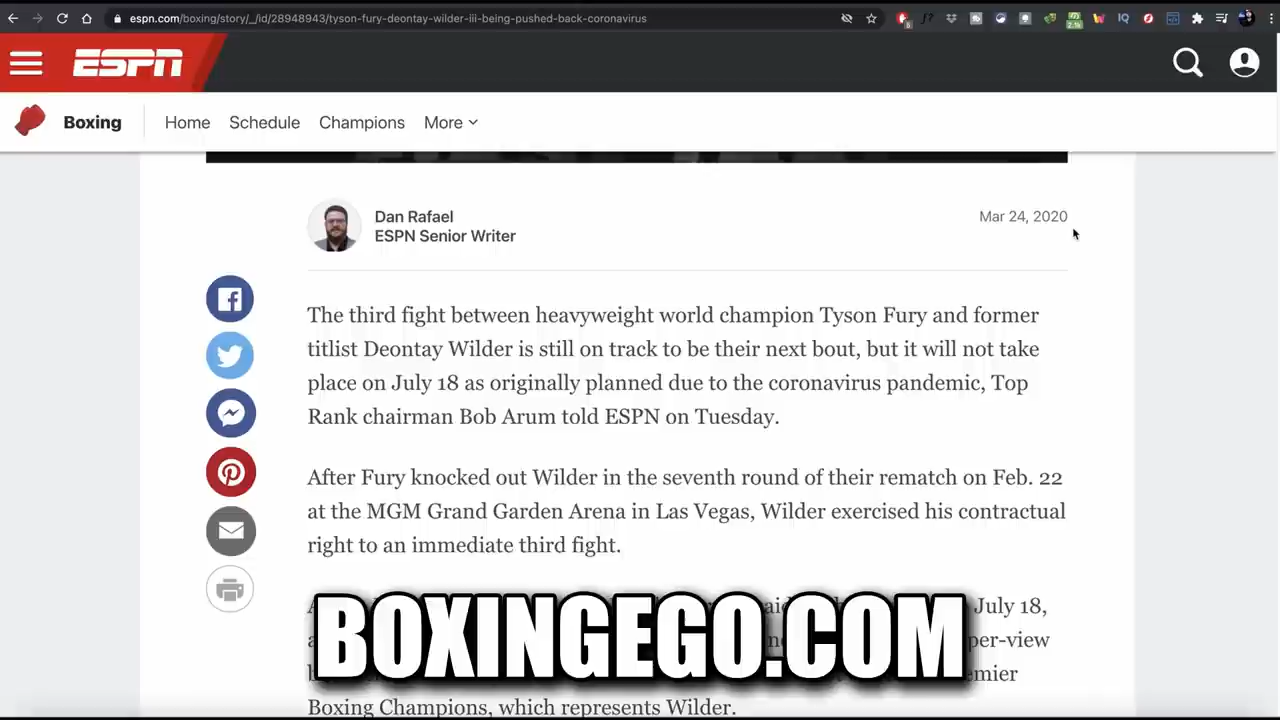 espn.com/boxing/story/_/id/28948943/tyson-fury-deontay-wilder-iii-being-pushed-back-coronavirus
ESPN
Boxing Home Schedule Champions More
Dan Rafael
Mar 24, 2020
ESPN Senior Writer
The third fight between heavyweight world champion Tyson Fury and former
titlist Deontay Wilder is still on track to be their next bout, but it will not take
place on July 18 as originally planned due to the coronavirus pandemic, Top
Rank chairman Bob Arum told ESPN on Tuesday.
After Fury knocked out Wilder in the seventh round of their rematch on Feb. 22
at the MGM Grand Garden Arena in Las Vegas, Wilder exercised his contractual
right to an immediate third fight.
July 18,
per-view
BOXINGEGO.COM
Boxing Champions, which represents Wilder.